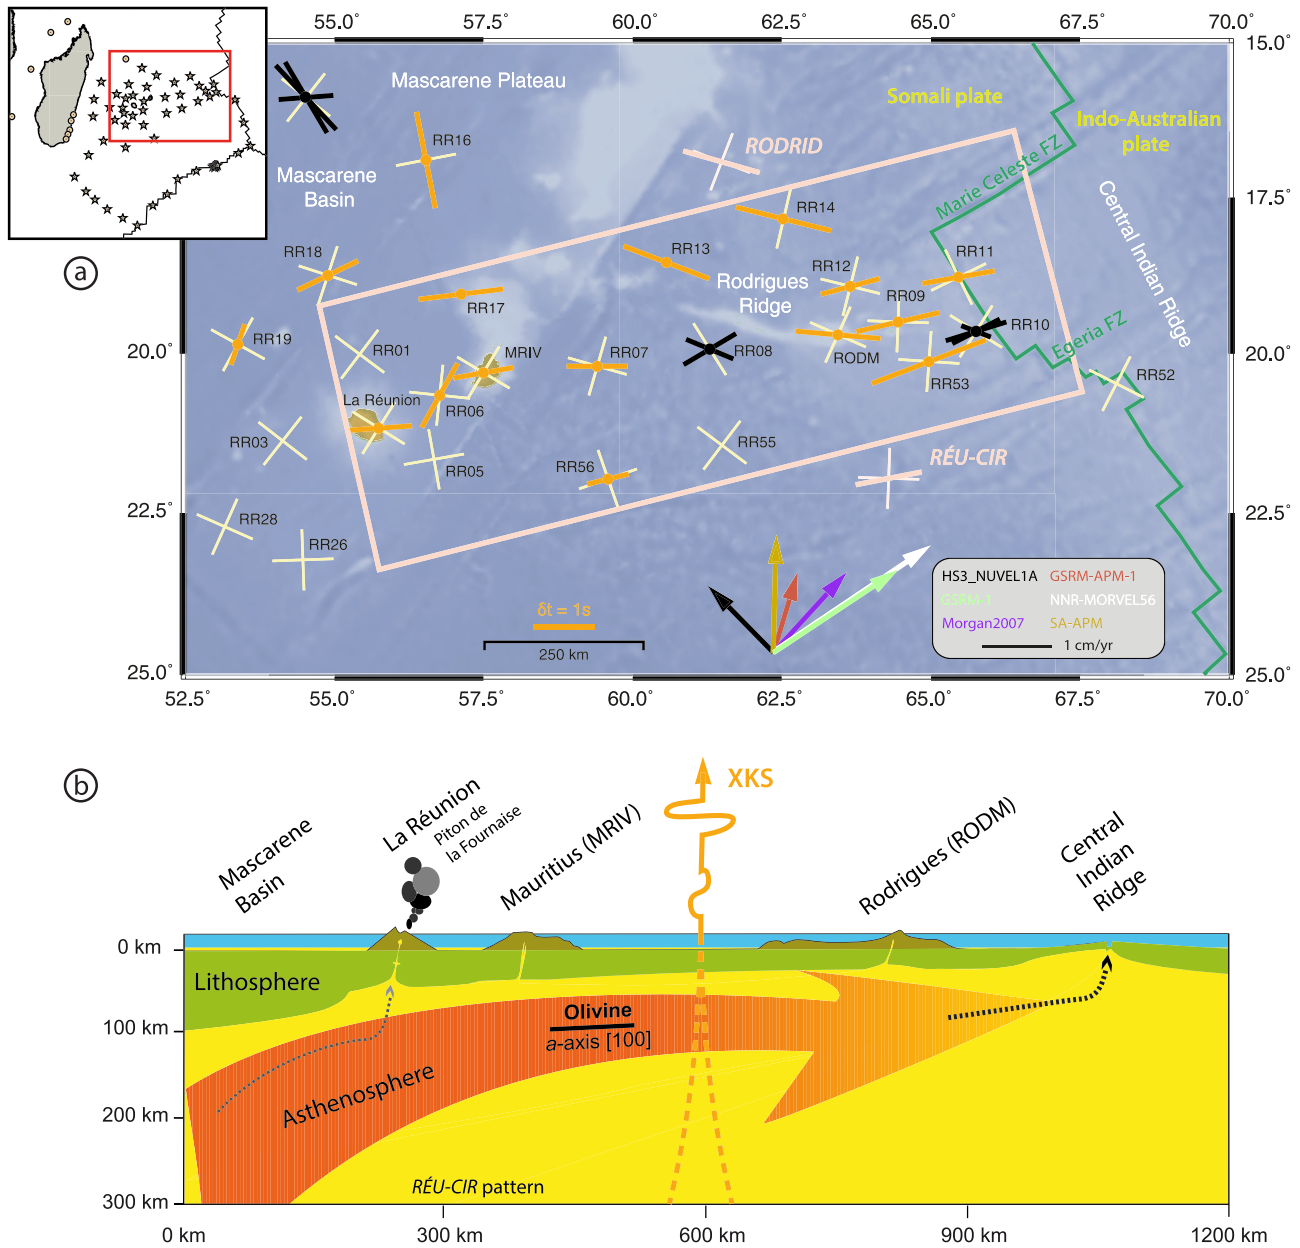 55.0°
57.5°
60.0°
62.5°
65.0°
67.5°
70.0°
15.0°
Mascarene Plateau
Somali plate
Indo-Australian
plate
RR16
RODRID
Marie Celeste FZ
Mascarene
Basin
Central Indian Ridge
17.5°
RR14
a
RR18
RR13
RR12
RR11
Rodrigues
Ridge
RR17
RR09
RR10
RR19
RR01
MRIV
Egeria FZ
20.0°
20.0°
RR07
RR08
RODM
RR53
RR52
La Réunion
RR06
RR03
RR55
RR05
RR56
RÉU-CIR
22.5°
22.5°
RR28
RR26
HS3_NUVEL1A
GSRM-APM-1
GSRM-1
NNR-MORVEL56
Morgan2007
SA-APM
1 cm/yr
δt = 1s
250 km
25.0°
25.0°
52.5°
55.0°
57.5°
60.0°
62.5°
65.0°
67.5°
70.0°
b
XKS
Mascarene
Basin
La Réunion
Piton de
la Fournaise
Mauritius (MRIV)
Rodrigues (RODM)
Central
Indian
Ridge
0 km
Lithosphere
100 km
Olivine
a-axis [100]
Asthenosphere
200 km
RÉU-CIR pattern
300 km
0 km
300 km
600 km
900 km
1200 km